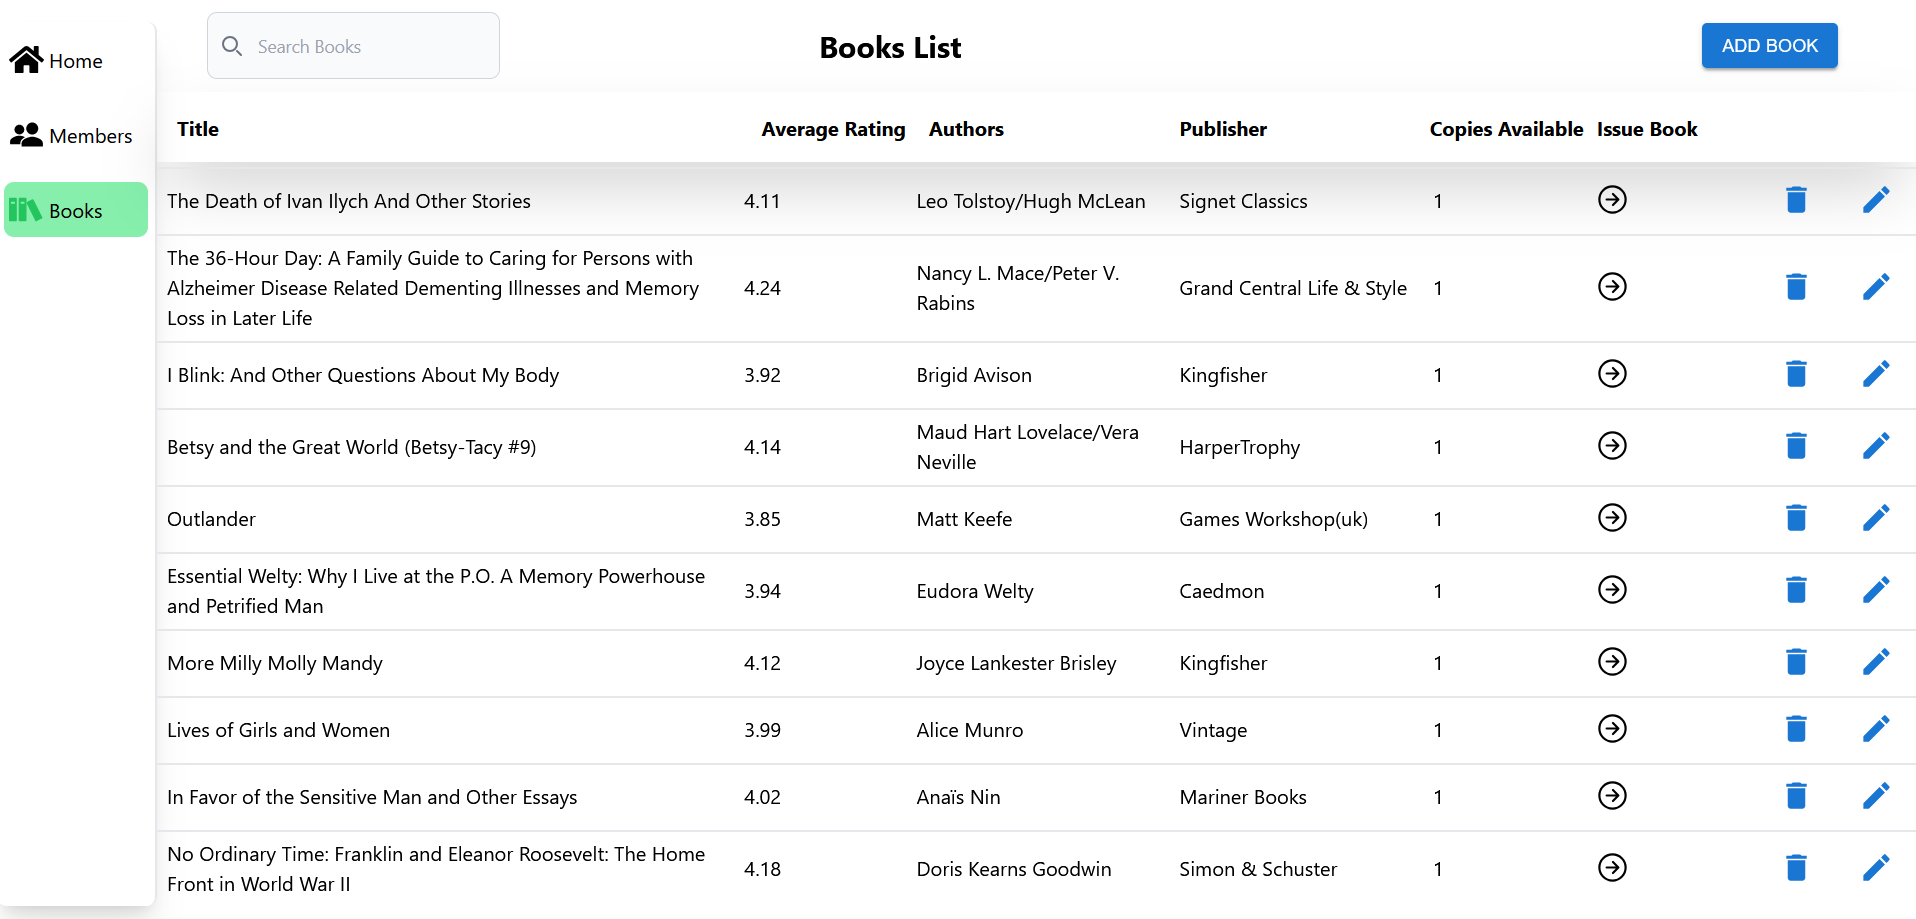 Home
Members
Books
Search Books
Books List
ADD BOOK
Title Average Rating Authors Publisher Copies Available Issue Book
The Death of Ivan Ilych And Other Stories 4.11 Leo Tolstoy/Hugh McLean Signet Classics 1
The 36-Hour Day: A Family Guide to Caring for Persons with
Alzheimer Disease Related Dementing Illnesses and Memory
Loss in Later Life
4.24
Nancy L. Mace/Peter V.
Rabins
Grand Central Life & Style 1
I Blink: And Other Questions About My Body 3.92 Brigid Avison Kingfisher 1
Betsy and the Great World (Betsy-Tacy #9) 4.14
Maud Hart Lovelace/Vera
Neville
HarperTrophy 1
Outlander 3.85 Matt Keefe Games Workshop(uk) 1
Essential Welty: Why I Live at the P.O. A Memory Powerhouse
and Petrified Man
3.94 Eudora Welty Caedmon 1
More Milly Molly Mandy 4.12 Joyce Lankester Brisley Kingfisher 1
Lives of Girls and Women 3.99 Alice Munro Vintage 1
In Favor of the Sensitive Man and Other Essays 4.02 Anaïs Nin Mariner Books 1
No Ordinary Time: Franklin and Eleanor Roosevelt: The Home
Front in World War II
4.18 Doris Kearns Goodwin Simon & Schuster 1